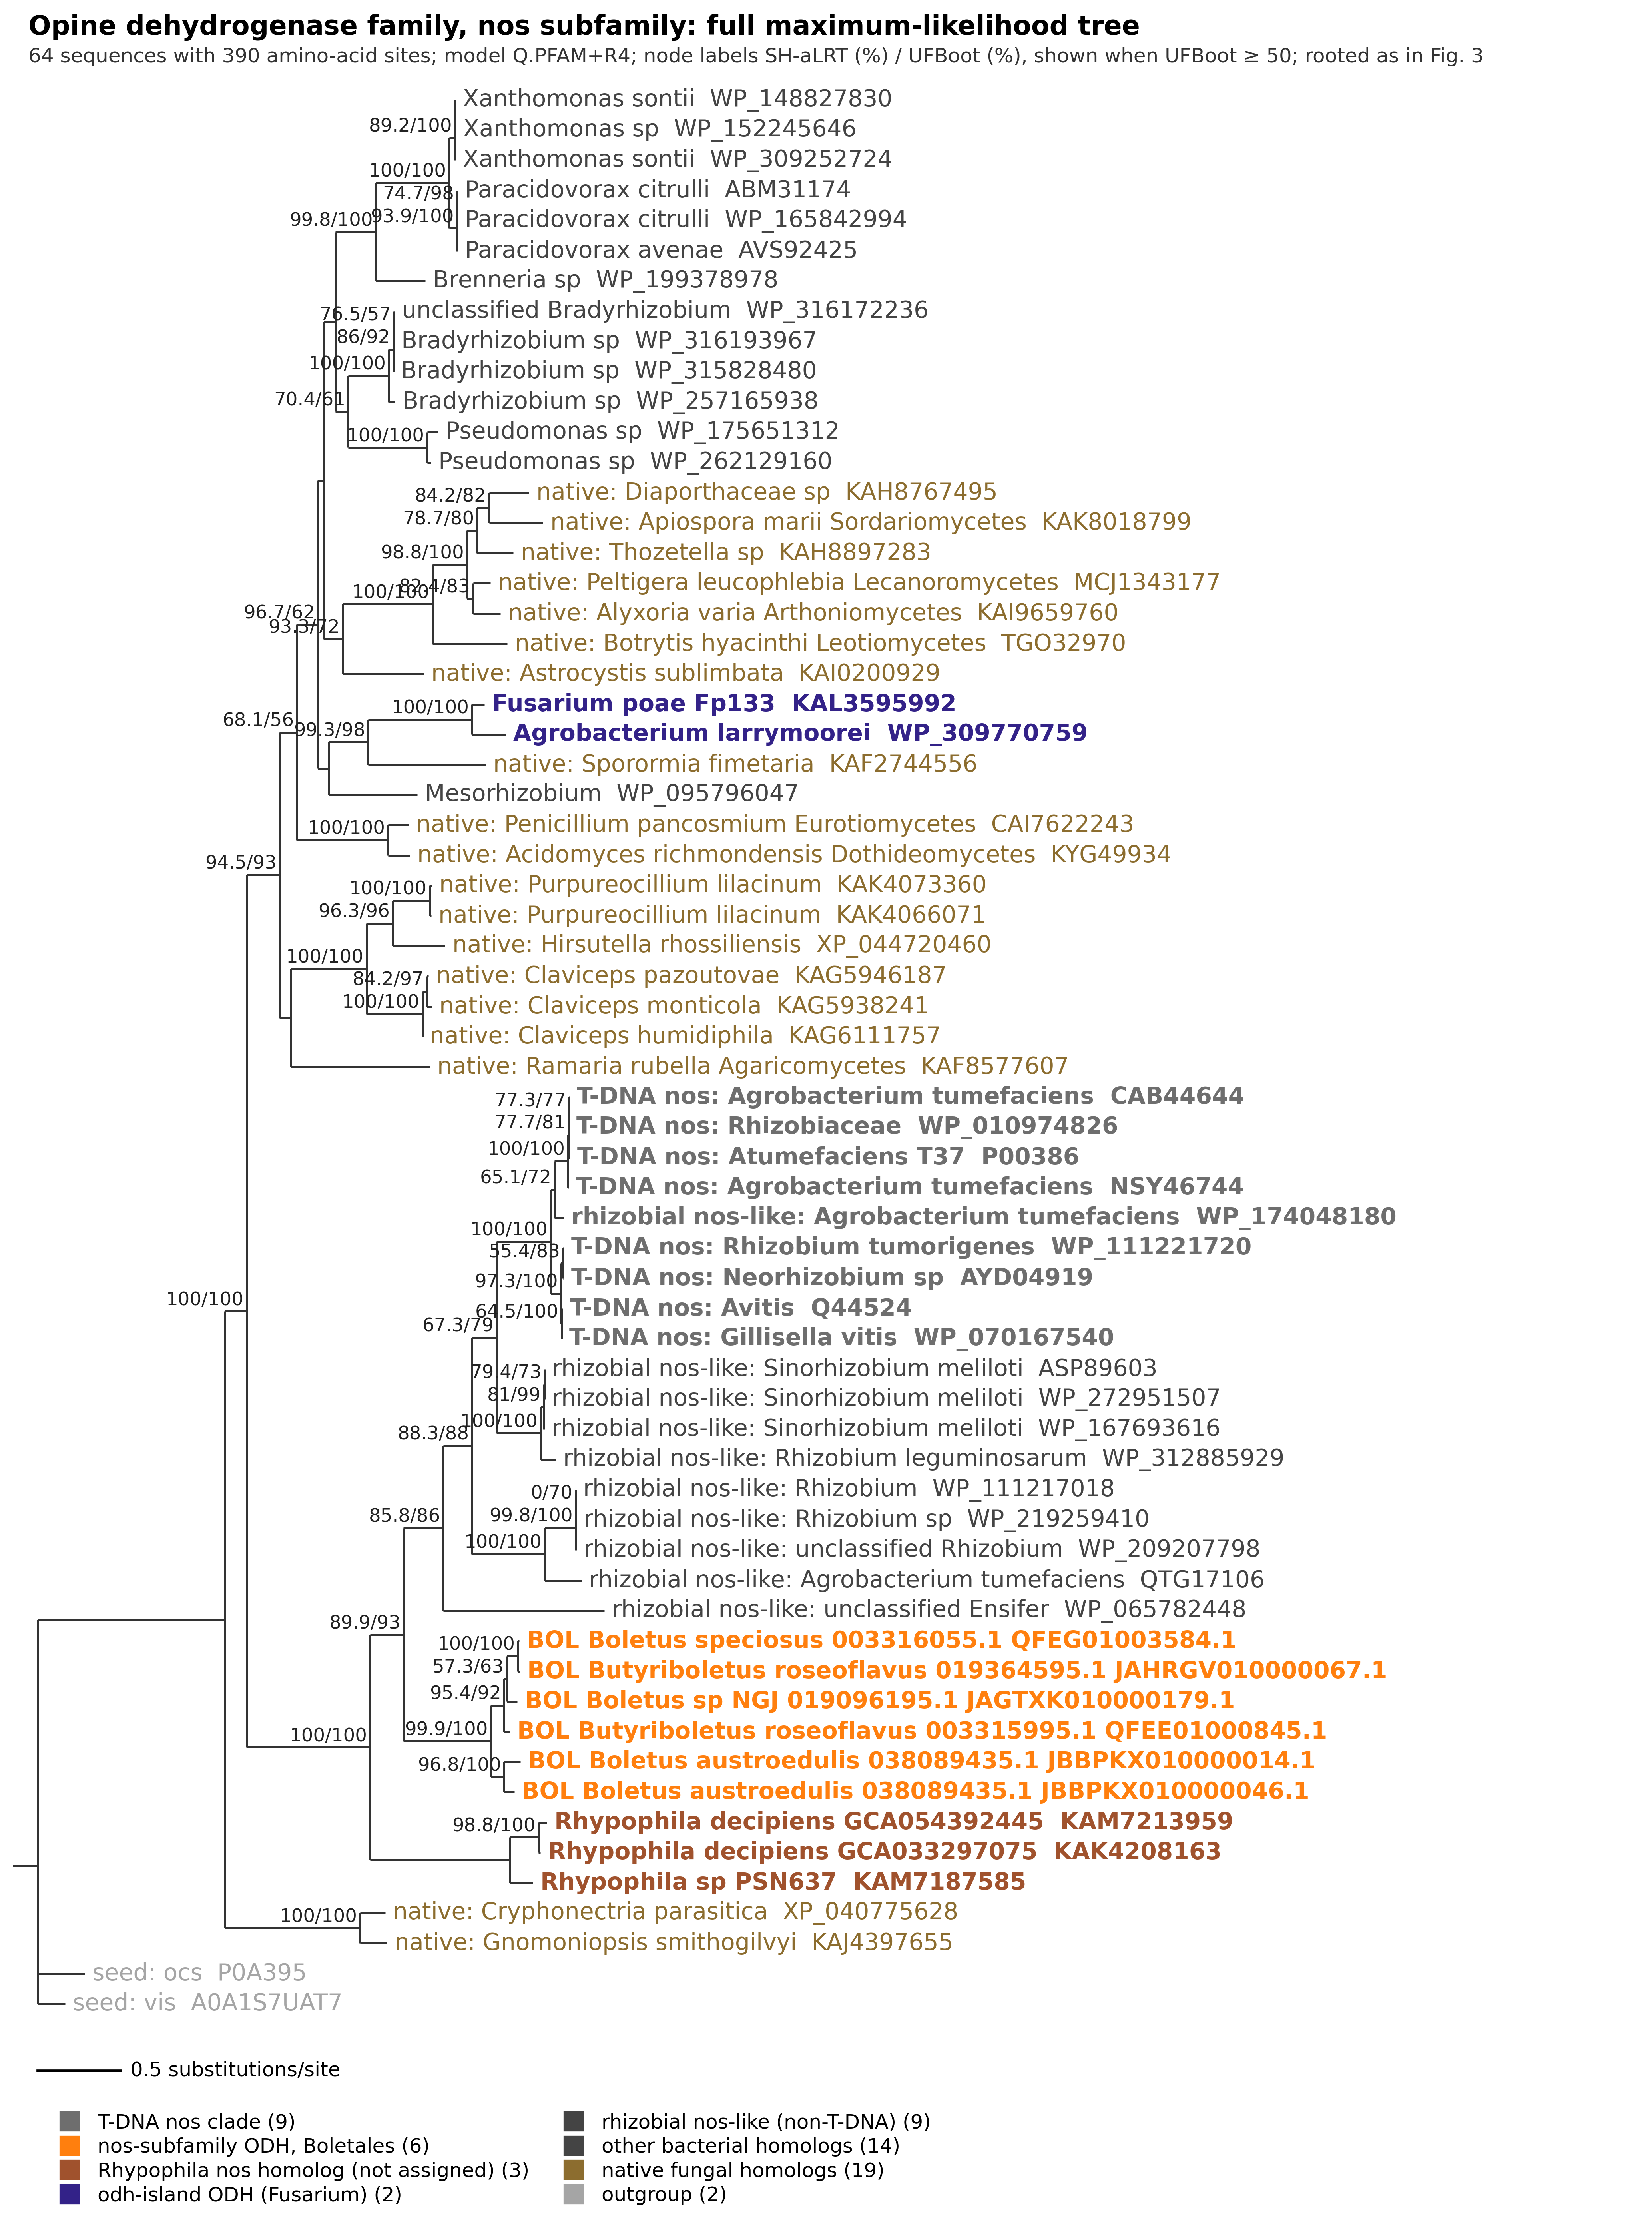 Opine dehydrogenase family, nos subfamily: full maximum-likelihood tree
64 sequences with 390 amino-acid sites; model Q.PFAM+R4; node labels SH-aLRT (%) / UFBoot (%), shown when UFBoot ≥ 50; rooted as in Fig. 3
Xanthomonas sontii WP_148827830
89.2/100
Xanthomonas sp WP_152245646
Xanthomonas sontii WP_309252724
100/100
74.7/98
Paracidovorax citrulli ABM31174
99.8/100
93.9/100
Paracidovorax citrulli WP_165842994
Paracidovorax avenae AVS92425
Brenneria sp WP_199378978
76.5/57
unclassified Bradyrhizobium WP_316172236
86/92
Bradyrhizobium sp WP_316193967
100/100
Bradyrhizobium sp WP_315828480
70.4/61
Bradyrhizobium sp WP_257165938
100/100
Pseudomonas sp WP_175651312
Pseudomonas sp WP_262129160
84.2/82
native: Diaporthaceae sp KAH8767495
78.7/80
native: Apiospora marii Sordariomycetes KAK8018799
98.8/100
native: Thozetella sp KAH8897283
100/100
82.4/83
native: Peltigera leucophlebia Lecanoromycetes MCJ1343177
96.7/62
native: Alyxoria varia Arthoniomycetes KAI9659760
93.3/72
native: Botrytis hyacinthi Leotiomycetes TGO32970
native: Astrocystis sublimbata KAI0200929
100/100
Fusarium poae Fp133 KAL3595992
68.1/56
99.3/98
Agrobacterium larrymoorei WP_309770759
native: Sporormia fimetaria KAF2744556
Mesorhizobium WP_095796047
100/100
native: Penicillium pancosmium Eurotiomycetes CAI7622243
94.5/93
native: Acidomyces richmondensis Dothideomycetes KYG49934
100/100
native: Purpureocillium lilacinum KAK4073360
96.3/96
native: Purpureocillium lilacinum KAK4066071
100/100
native: Hirsutella rhossiliensis XP_044720460
84.2/97
native: Claviceps pazoutovae KAG5946187
100/100
native: Claviceps monticola KAG5938241
native: Claviceps humidiphila KAG6111757
native: Ramaria rubella Agaricomycetes KAF8577607
77.3/77
T-DNA nos: Agrobacterium tumefaciens CAB44644
77.7/81
T-DNA nos: Rhizobiaceae WP_010974826
100/100
T-DNA nos: Atumefaciens T37 P00386
65.1/72
T-DNA nos: Agrobacterium tumefaciens NSY46744
100/100
rhizobial nos-like: Agrobacterium tumefaciens WP_174048180
55.4/83
T-DNA nos: Rhizobium tumorigenes WP_111221720
97.3/100
T-DNA nos: Neorhizobium sp AYD04919
100/100
64.5/100
T-DNA nos: Avitis Q44524
67.3/79
T-DNA nos: Gillisella vitis WP_070167540
79.4/73
rhizobial nos-like: Sinorhizobium meliloti ASP89603
81/99
rhizobial nos-like: Sinorhizobium meliloti WP_272951507
88.3/88
100/100
rhizobial nos-like: Sinorhizobium meliloti WP_167693616
rhizobial nos-like: Rhizobium leguminosarum WP_312885929
0/70
rhizobial nos-like: Rhizobium WP_111217018
85.8/86
99.8/100
rhizobial nos-like: Rhizobium sp WP_219259410
100/100
rhizobial nos-like: unclassified Rhizobium WP_209207798
rhizobial nos-like: Agrobacterium tumefaciens QTG17106
rhizobial nos-like: unclassified Ensifer WP_065782448
89.9/93
100/100
BOL Boletus speciosus 003316055.1 QFEG01003584.1
57.3/63
BOL Butyriboletus roseoflavus 019364595.1 JAHRGV010000067.1
95.4/92
BOL Boletus sp NGJ 019096195.1 JAGTXK010000179.1
100/100
99.9/100
BOL Butyriboletus roseoflavus 003315995.1 QFEE01000845.1
96.8/100
BOL Boletus austroedulis 038089435.1 JBBPKX010000014.1
BOL Boletus austroedulis 038089435.1 JBBPKX010000046.1
98.8/100
Rhypophila decipiens GCA054392445 KAM7213959
Rhypophila decipiens GCA033297075 KAK4208163
Rhypophila sp PSN637 KAM7187585
100/100
native: Cryphonectria parasitica XP_040775628
native: Gnomoniopsis smithogilvyi KAJ4397655
seed: ocs P0A395
seed: vis A0A1S7UAT7
0.5 substitutions/site
T-DNA nos clade (9)
nos-subfamily ODH, Boletales (6)
Rhypophila nos homolog (not assigned) (3)
odh-island ODH (Fusarium) (2)
rhizobial nos-like (non-T-DNA) (9)
other bacterial homologs (14)
native fungal homologs (19)
outgroup (2)